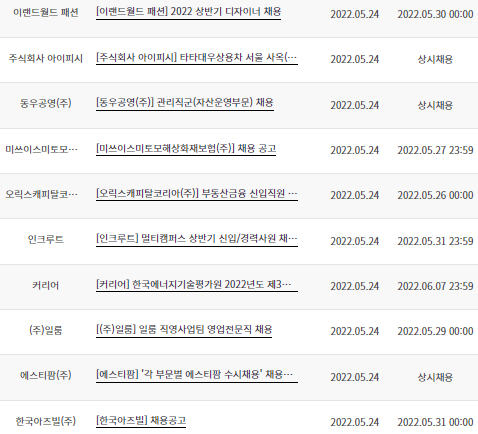 이랜드월드 패션 [이랜드월드 패션] 2022 상반기 디자이너 채용 2022.05.24 2022.05.30 00:00
주식회사 아이피시 [주식회사 아이피시] 타타대우상용차 서울 사옥(… 2022.05.24 상시채용
동우공영(주) [동우공영(주)] 관리직군(자산운영부문) 채용 2022.05.24 상시채용
미쓰이스미토모… [미쓰이스미토모해상화재보험(주)] 채용 공고 2022.05.24 2022.05.27 23:59
오릭스캐피탈코… [오릭스캐피탈코리아(주)] 부동산금융 신입직원 … 2022.05.24 2022.05.26 00:00
인크루트 [인크루트] 멀티캠퍼스 상반기 신입/경력사원 채… 2022.05.24 2022.05.31 23:59
커리어 [커리어] 한국에너지기술평가원 2022년도 제3… 2022.05.24 2022.06.07 23:59
(주)일룸 [(주)일룸] 일룸 직영사업팀 영업전문직 채용 2022.05.24 2022.05.29 00:00
에스티팜(주) [에스티팜] '각 부문별 에스티팜 수시채용' 채용… 2022.05.24 상시채용
한국아즈빌(주) [한국아즈빌] 채용공고 2022.05.24 2022.05.31 00:00